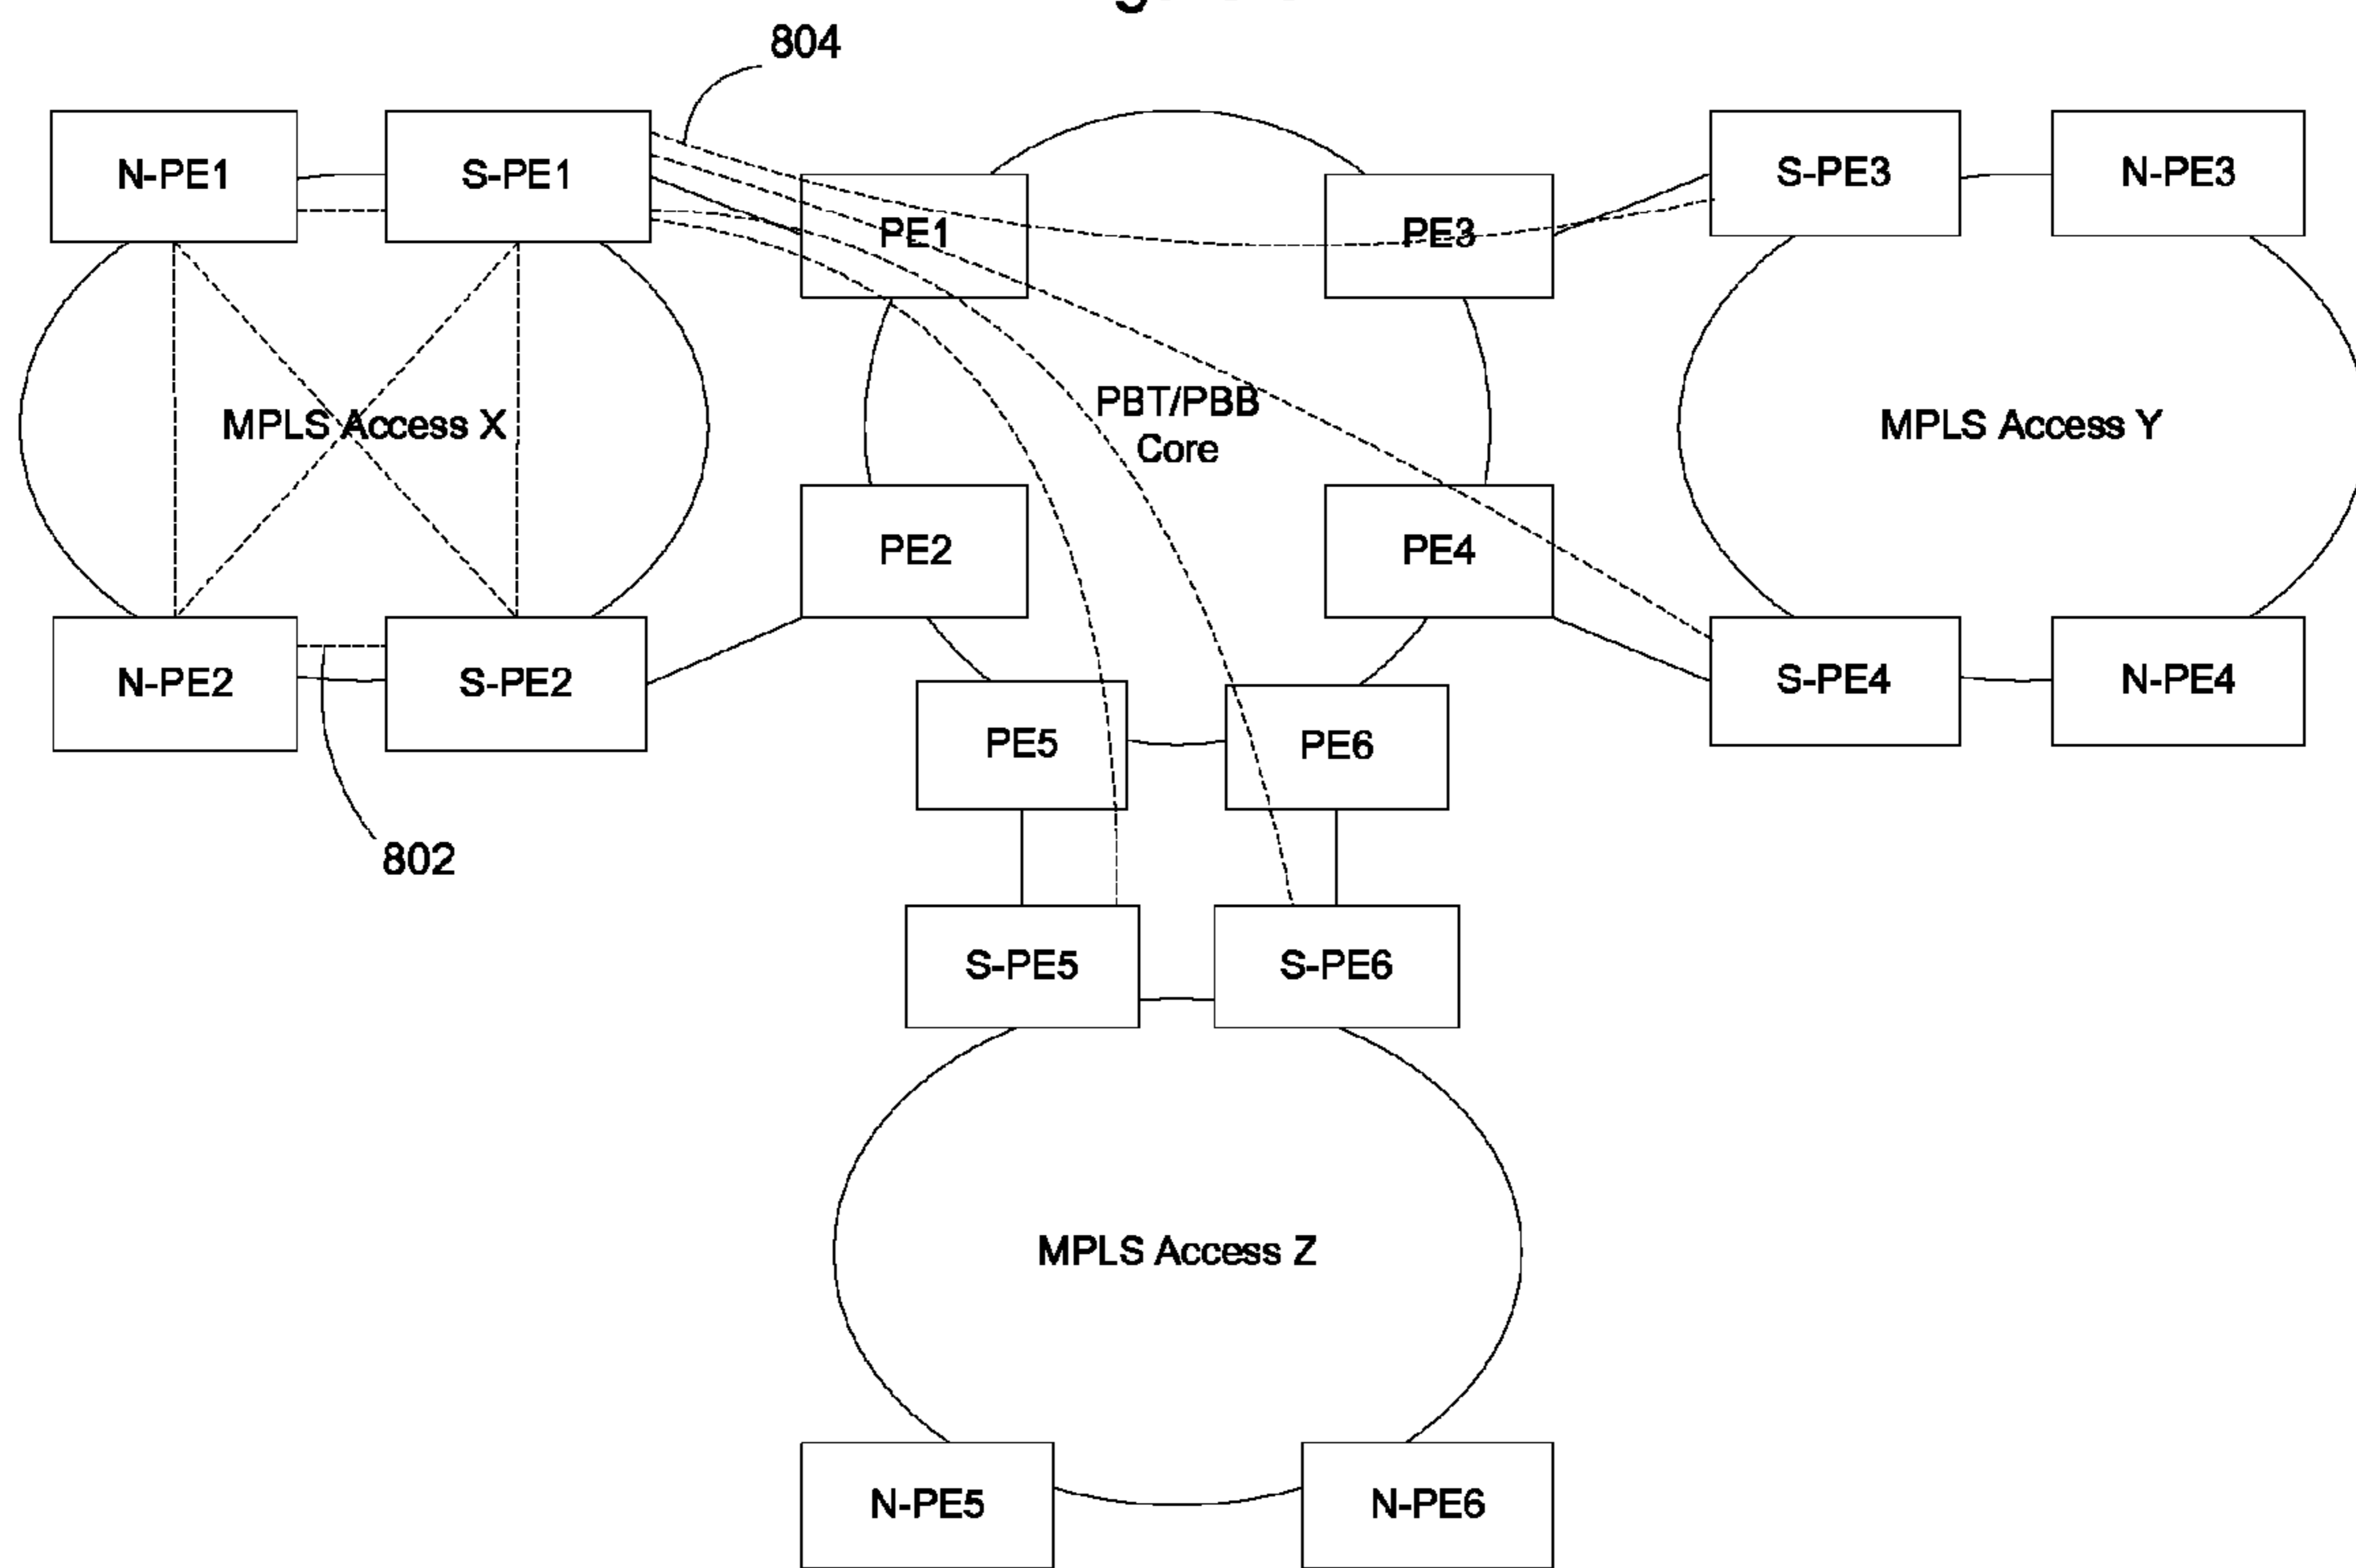 804
N-PE1
S-PE1
PE1
PE3
S-PE3
N-PE3
MPLS Access X
PBT/PBB
Core
MPLS Access Y
PE2
PE4
N-PE2
S-PE2
S-PE4
N-PE4
PE5
PE6
802
S-PE5
S-PE6
MPLS Access Z
N-PE5
N-PE6